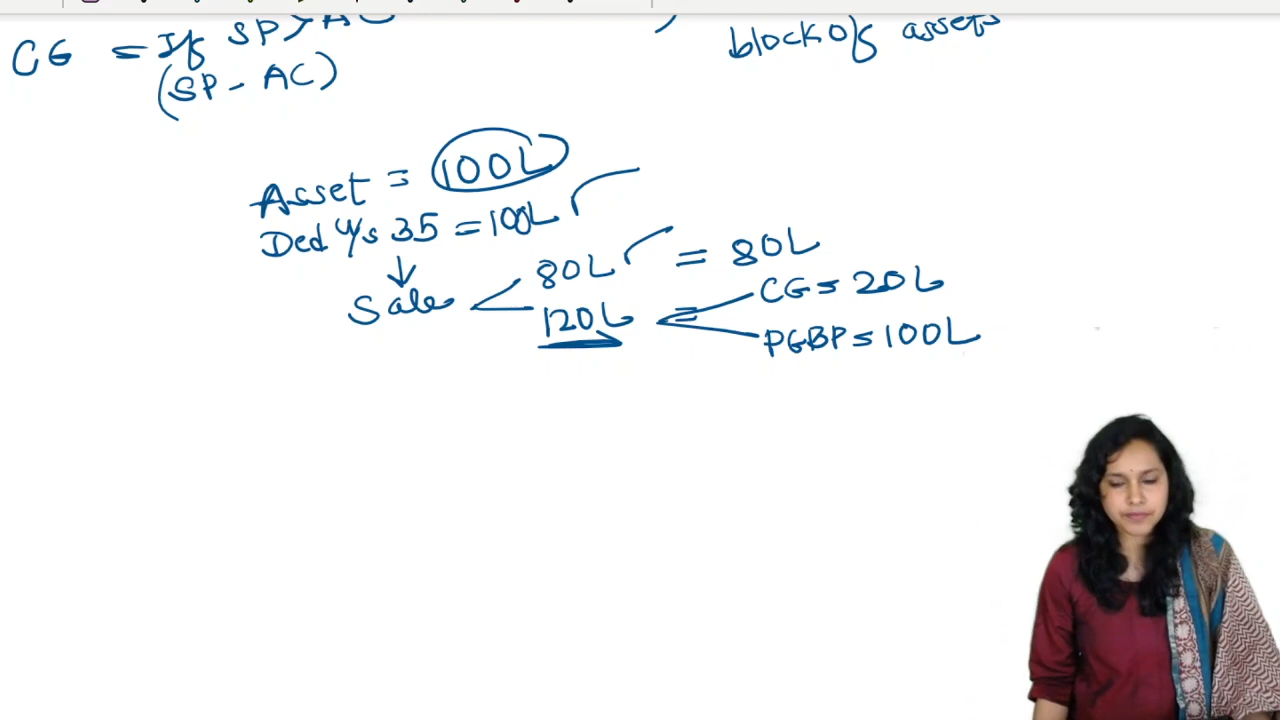 CG = If SP > AC
(SP - AC)
block of assets
Asset = 100L
Ded u/s 35 = 100L
Sale
80L = 80L
120L = CG = 20L
PGBP = 100L